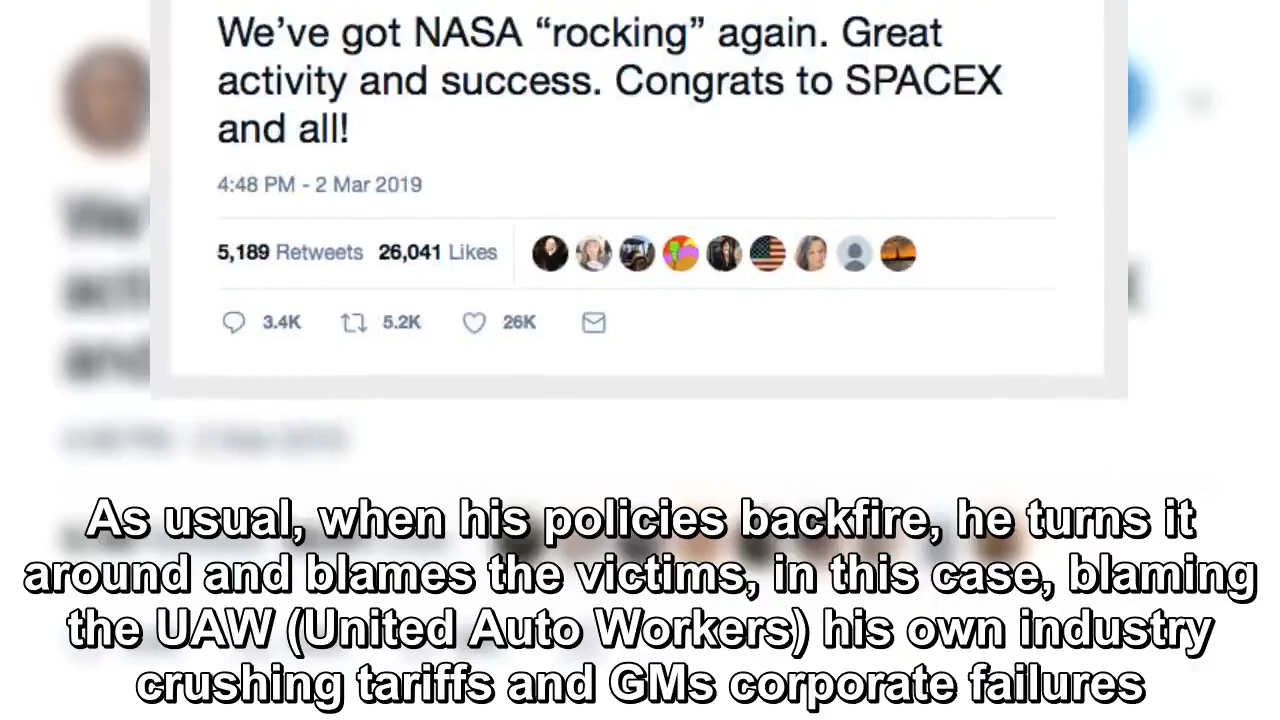 We’ve got NASA “rocking” again. Great
activity and success. Congrats to SPACEX
and all!
4:48 PM - 2 Mar 2019
5,189 Retweets 26,041 Likes
3.4K 5.2K 26K
As usual, when his policies backfire, he turns it
around and blames the victims, in this case, blaming
the UAW (United Auto Workers) his own industry
crushing tariffs and GMs corporate failures